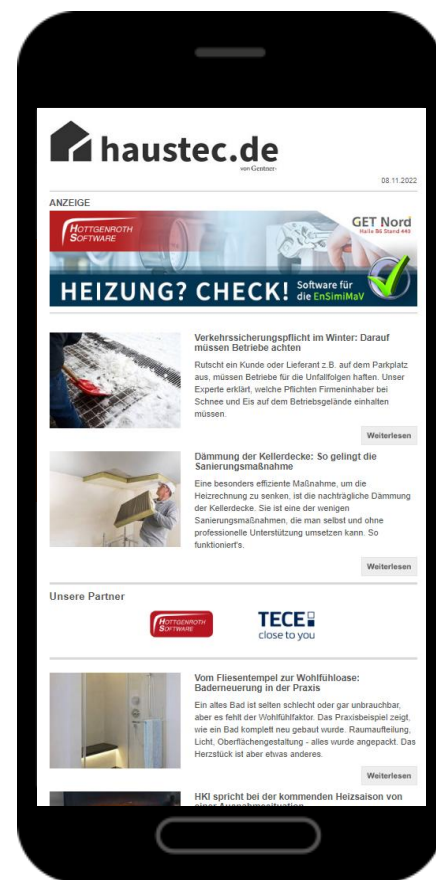 haustec.de
von Gentner
08.11.2022
ANZEIGE
HOTTGENROTH
SOFTWARE
GET Nord
Halle B6 Stand 440
HEIZUNG? CHECK!
Software für
die EnSimiMaV
Verkehrssicherungspflicht im Winter: Darauf
müssen Betriebe achten
Rutscht ein Kunde oder Lieferant z.B. auf dem Parkplatz
aus, müssen Betriebe für die Unfallfolgen haften. Unser
Experte erklärt, welche Pflichten Firmeninhaber bei
Schnee und Eis auf dem Betriebsgelände einhalten
müssen.
Weiterlesen
Dämmung der Kellerdecke: So gelingt die
Sanierungsmaßnahme
Eine besonders effiziente Maßnahme, um die
Heizrechnung zu senken, ist die nachträgliche Dämmung
der Kellerdecke. Sie ist eine der wenigen
Sanierungsmaßnahmen, die man selbst und ohne
professionelle Unterstützung umsetzen kann. So
funktioniert's.
Weiterlesen
Unsere Partner
HOTTGENROTH
SOFTWARE
TECE
close to you
Vom Fliesentempel zur Wohlfühloase:
Baderneuerung in der Praxis
Ein altes Bad ist selten schlecht oder gar unbrauchbar,
aber es fehlt der Wohlfühlfaktor. Das Praxisbeispiel zeigt,
wie ein Bad komplett neu gebaut wurde. Raumaufteilung,
Licht, Oberflächengestaltung - alles wurde angepackt. Das
Herzstück ist aber etwas anderes.
Weiterlesen
HKI spricht bei der kommenden Heizsaison von
einer Ausnahmesituation